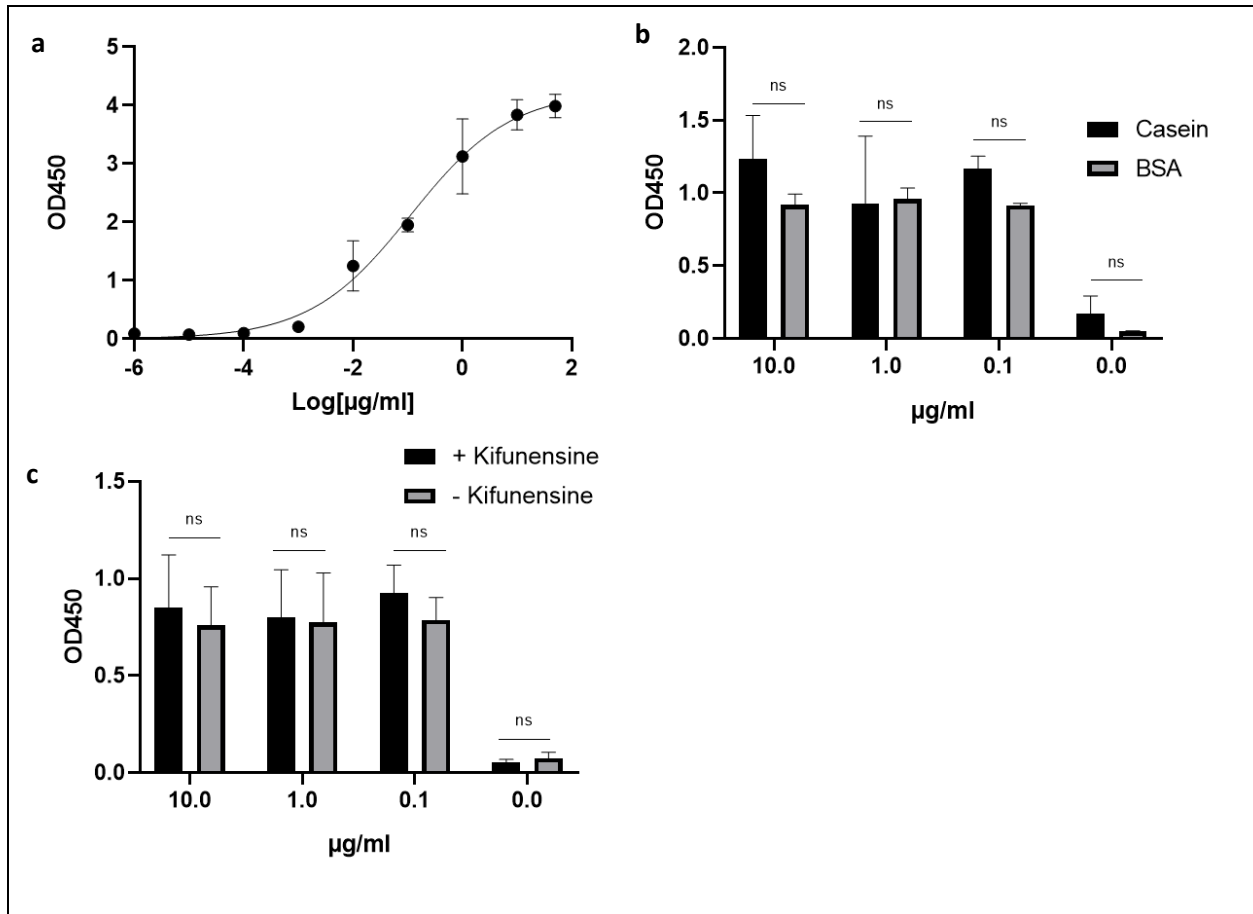 a
5
4
3
2
1
0
OD450
-6 -4 -2 0 2
Log[µg/ml]
b
2.0
1.5
1.0
0.5
0.0
OD450
ns ns ns ns
Casein
BSA
10.0 1.0 0.1 0.0
µg/ml
c
+ Kifunensine
- Kifunensine
1.5
1.0
0.5
0.0
OD450
ns ns ns ns
10.0 1.0 0.1 0.0
µg/ml